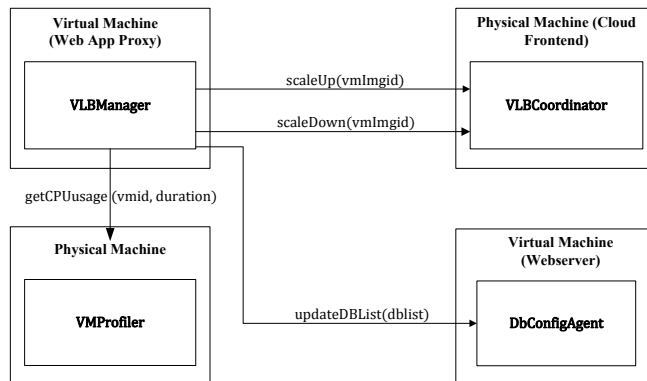 Virtual Machine
(Web App Proxy)
VLBManager
scaleUp(vmImgid)
scaleDown(vmImgid)
Physical Machine (Cloud
Frontend)
VLBCoordinator
getCPUusage (vmid, duration)
Physical Machine
VMProfiler
updateDBList(dblist)
Virtual Machine
(Webserver)
DbConfigAgent